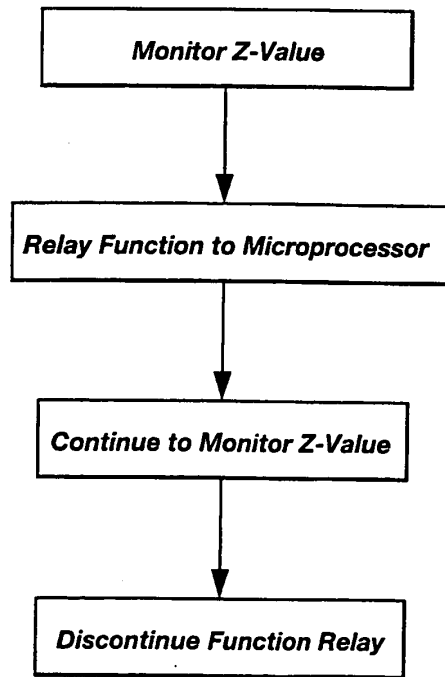 Monitor Z-Value
Relay Function to Microprocessor
Continue to Monitor Z-Value
Discontinue Function Relay